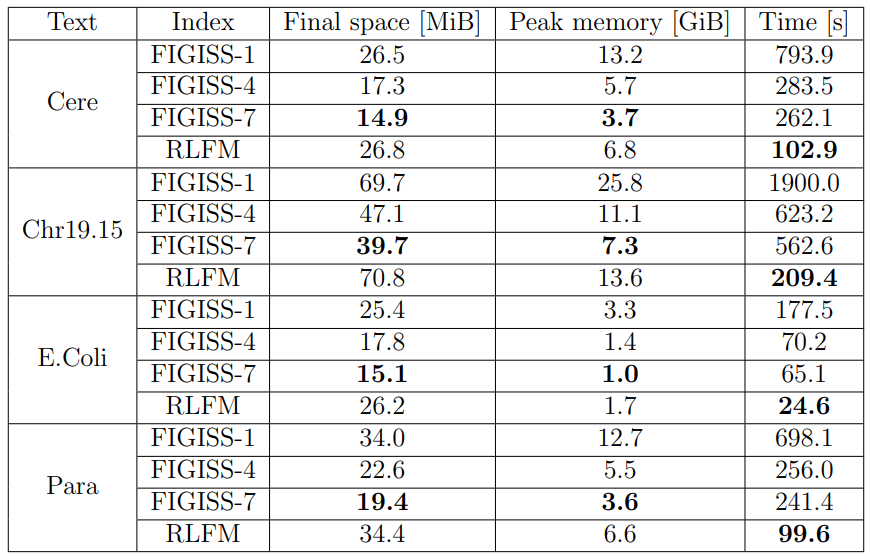 Text Index Final space [MiB] Peak memory [GiB] Time [s]
Cere
FIGISS-1 26.5 13.2 793.9
FIGISS-4 17.3 5.7 283.5
FIGISS-7 14.9 3.7 262.1
RLFM 26.8 6.8 102.9
Chr19.15
FIGISS-1 69.7 25.8 1900.0
FIGISS-4 47.1 11.1 623.2
FIGISS-7 39.7 7.3 562.6
RLFM 70.8 13.6 209.4
E.Coli
FIGISS-1 25.4 3.3 177.5
FIGISS-4 17.8 1.4 70.2
FIGISS-7 15.1 1.0 65.1
RLFM 26.2 1.7 24.6
Para
FIGISS-1 34.0 12.7 698.1
FIGISS-4 22.6 5.5 256.0
FIGISS-7 19.4 3.6 241.4
RLFM 34.4 6.6 99.6